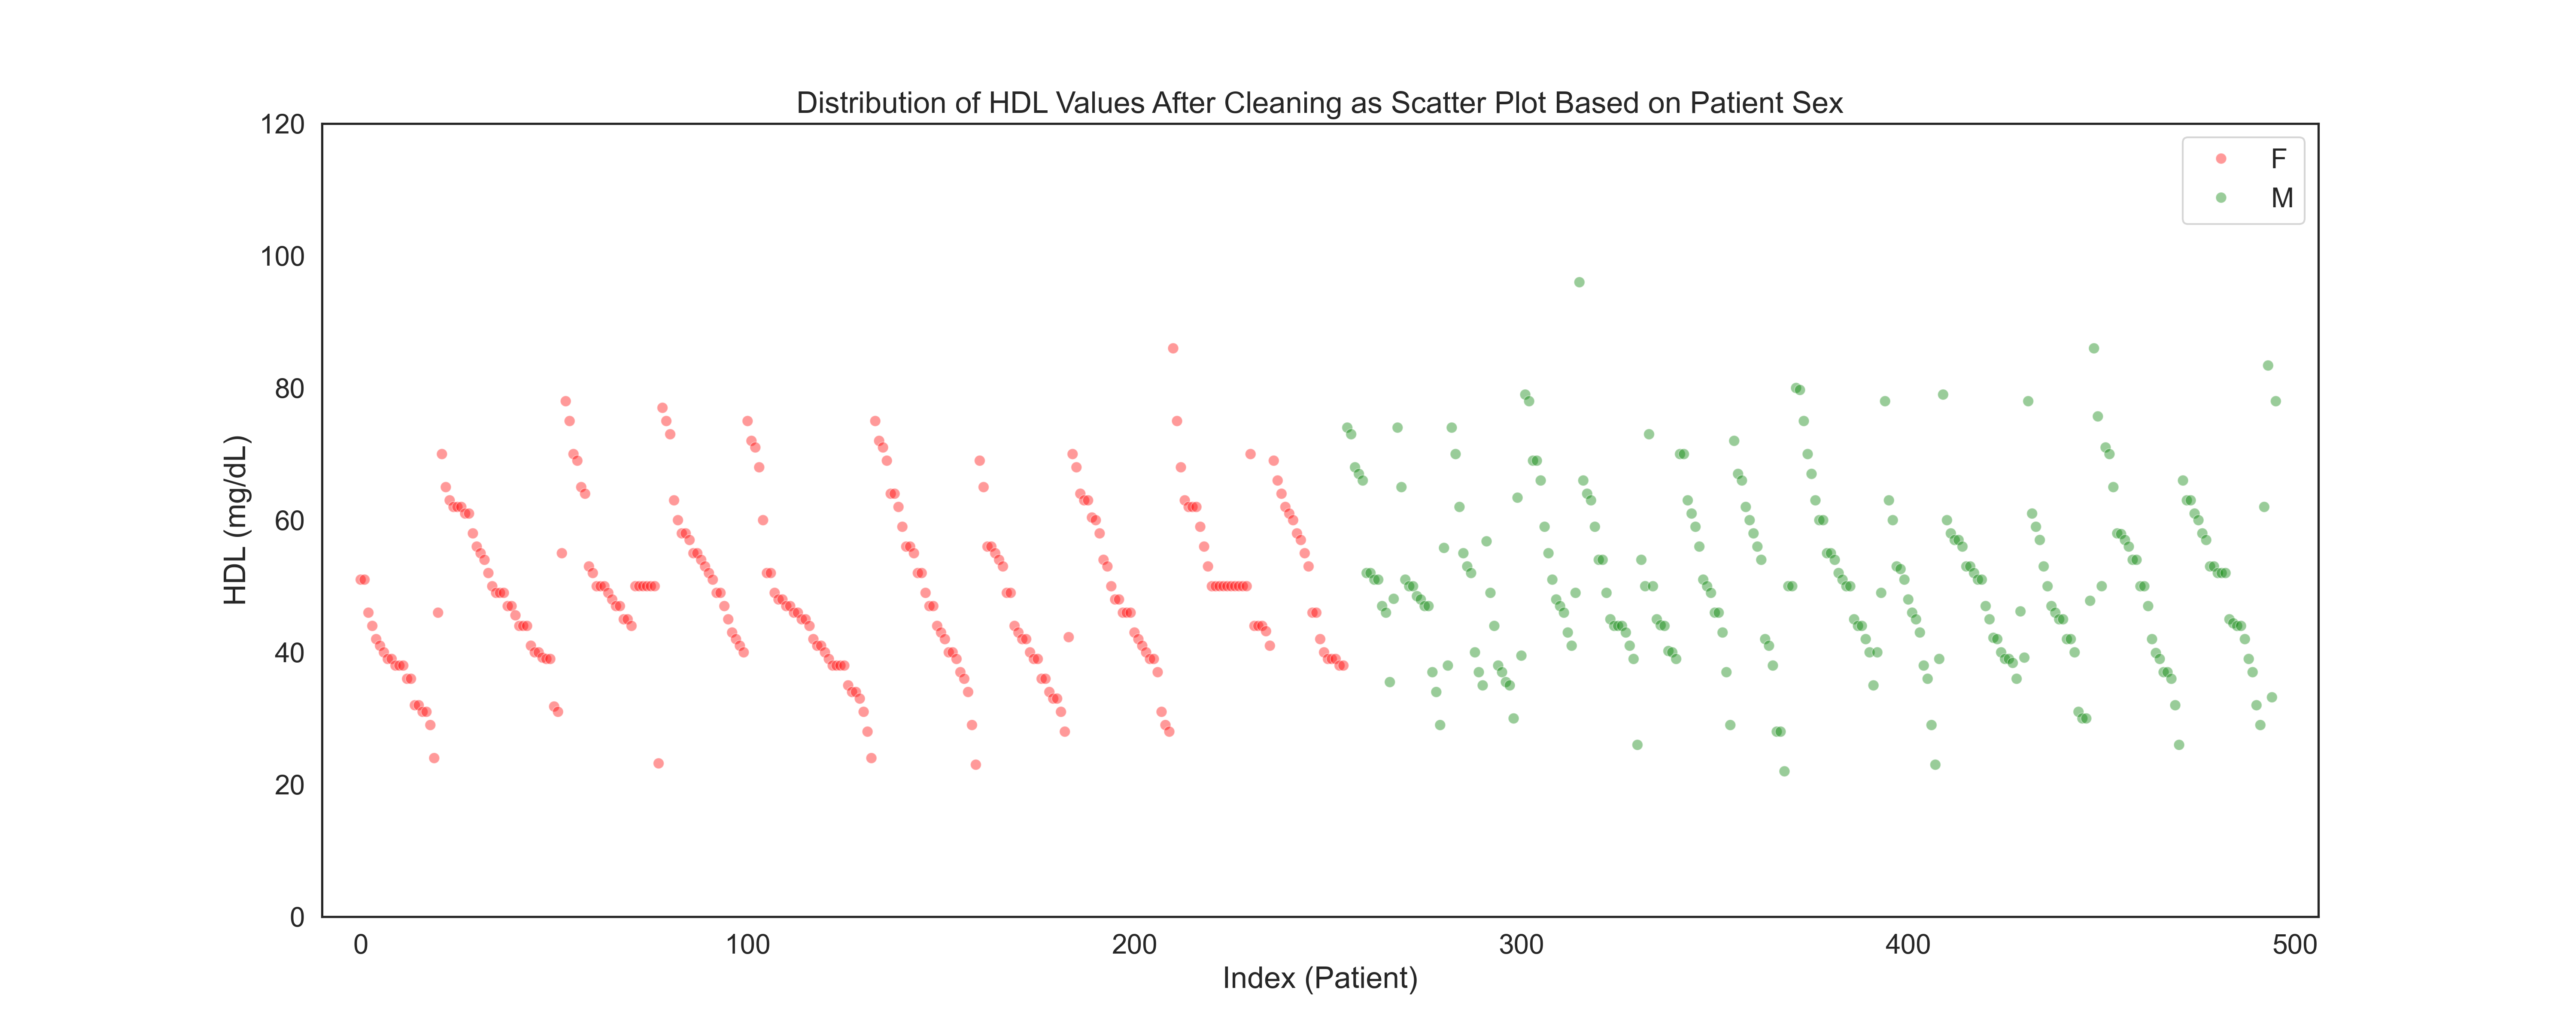 Distribution of HDL Values After Cleaning as Scatter Plot Based on Patient Sex
120
100
80
60
40
20
0
HDL (mg/dL)
F
M
0 100 200 300 400 500
Index (Patient)